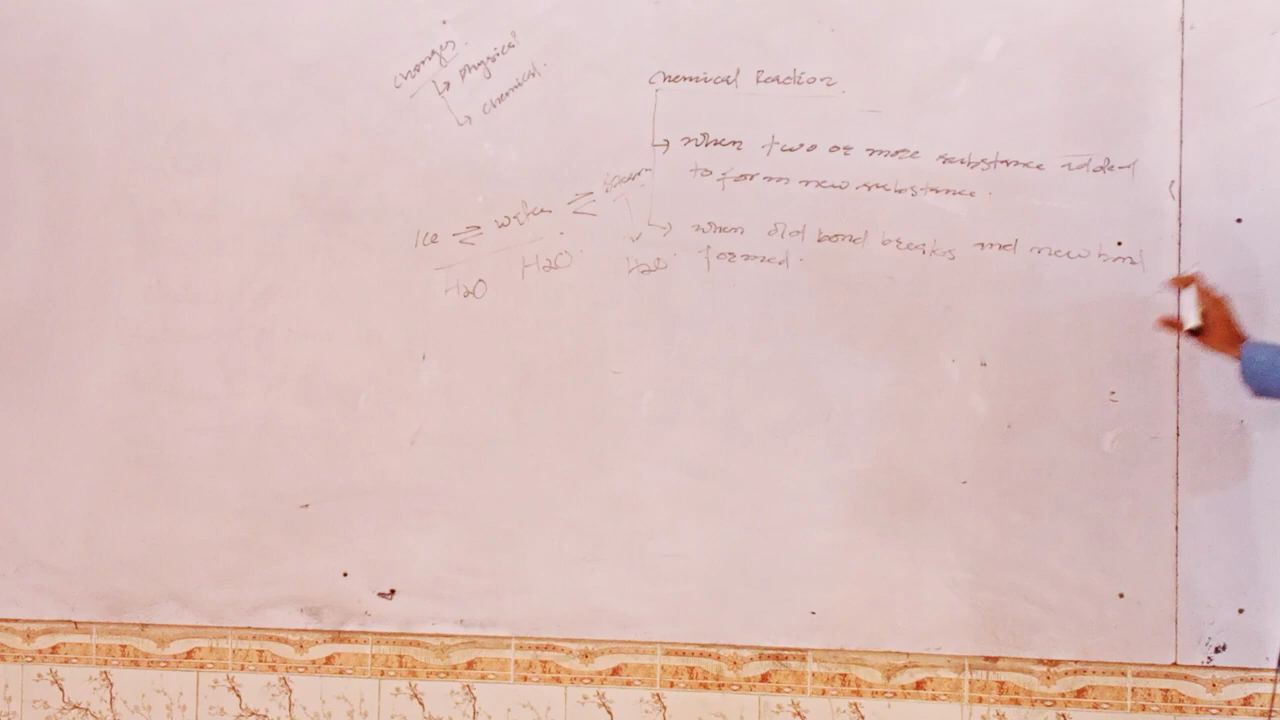 changes.
↳ physical
↳ chemical.
Chemical Reaction.
↳ when two or more substance added
to form new substance.
Ice ⇌ water ⇌ steam
H2O H2O H2O
↳ when old bond breaks and new bond
formed.